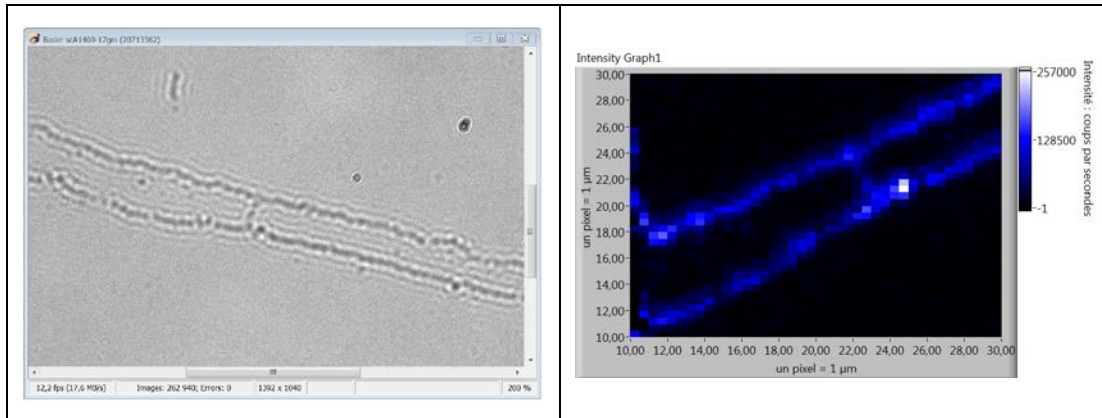 Basler scA1400-17gm (20713362)
12,2 fps (17,6 MB/s) Images: 262 940; Errors: 0 1392 x 1040 200 %
Intensity Graph1
30,00
28,00
26,00
24,00
22,00
20,00
18,00
16,00
14,00
12,00
10,00
un pixel = 1 µm
10,00 12,00 14,00 16,00 18,00 20,00 22,00 24,00 26,00 28,00 30,00
un pixel = 1 µm
-257000
-128500
--1
Intensité : coups par secondes